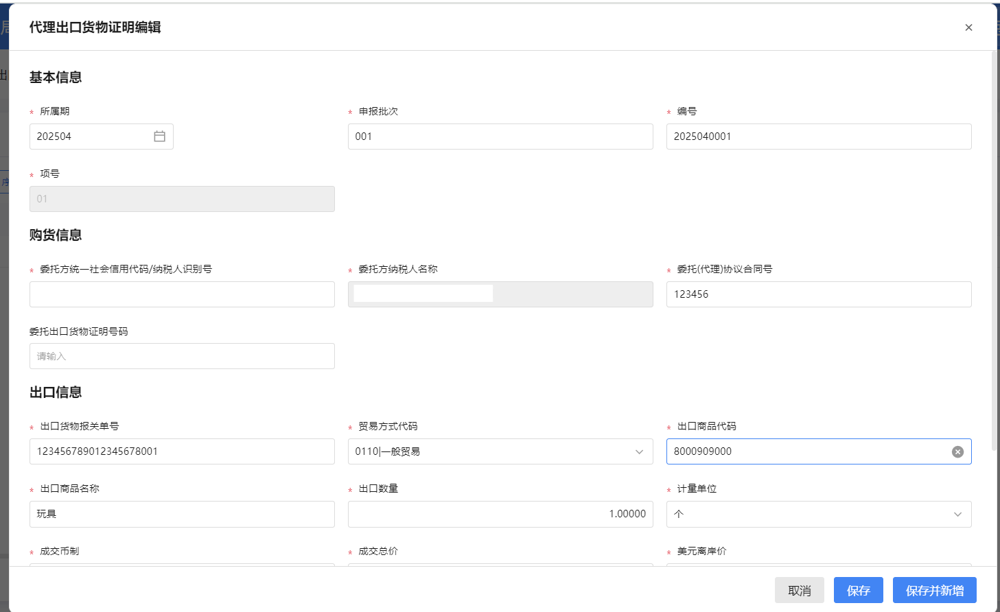 代理出口货物证明编辑
基本信息
* 所属期
* 申报批次
* 编号
202504
001
2025040001
* 项号
01
购货信息
* 委托方统一社会信用代码/纳税人识别号
* 委托方纳税人名称
* 委托(代理)协议合同号
123456
委托出口货物证明号码
请输入
出口信息
* 出口货物报关单号
* 贸易方式代码
* 出口商品代码
123456789012345678001
0110|一般贸易
8000909000
* 出口商品名称
* 出口数量
* 计量单位
玩具
1.00000
个
* 成交币制
* 成交总价
* 美元离岸价
取消
保存
保存并新增